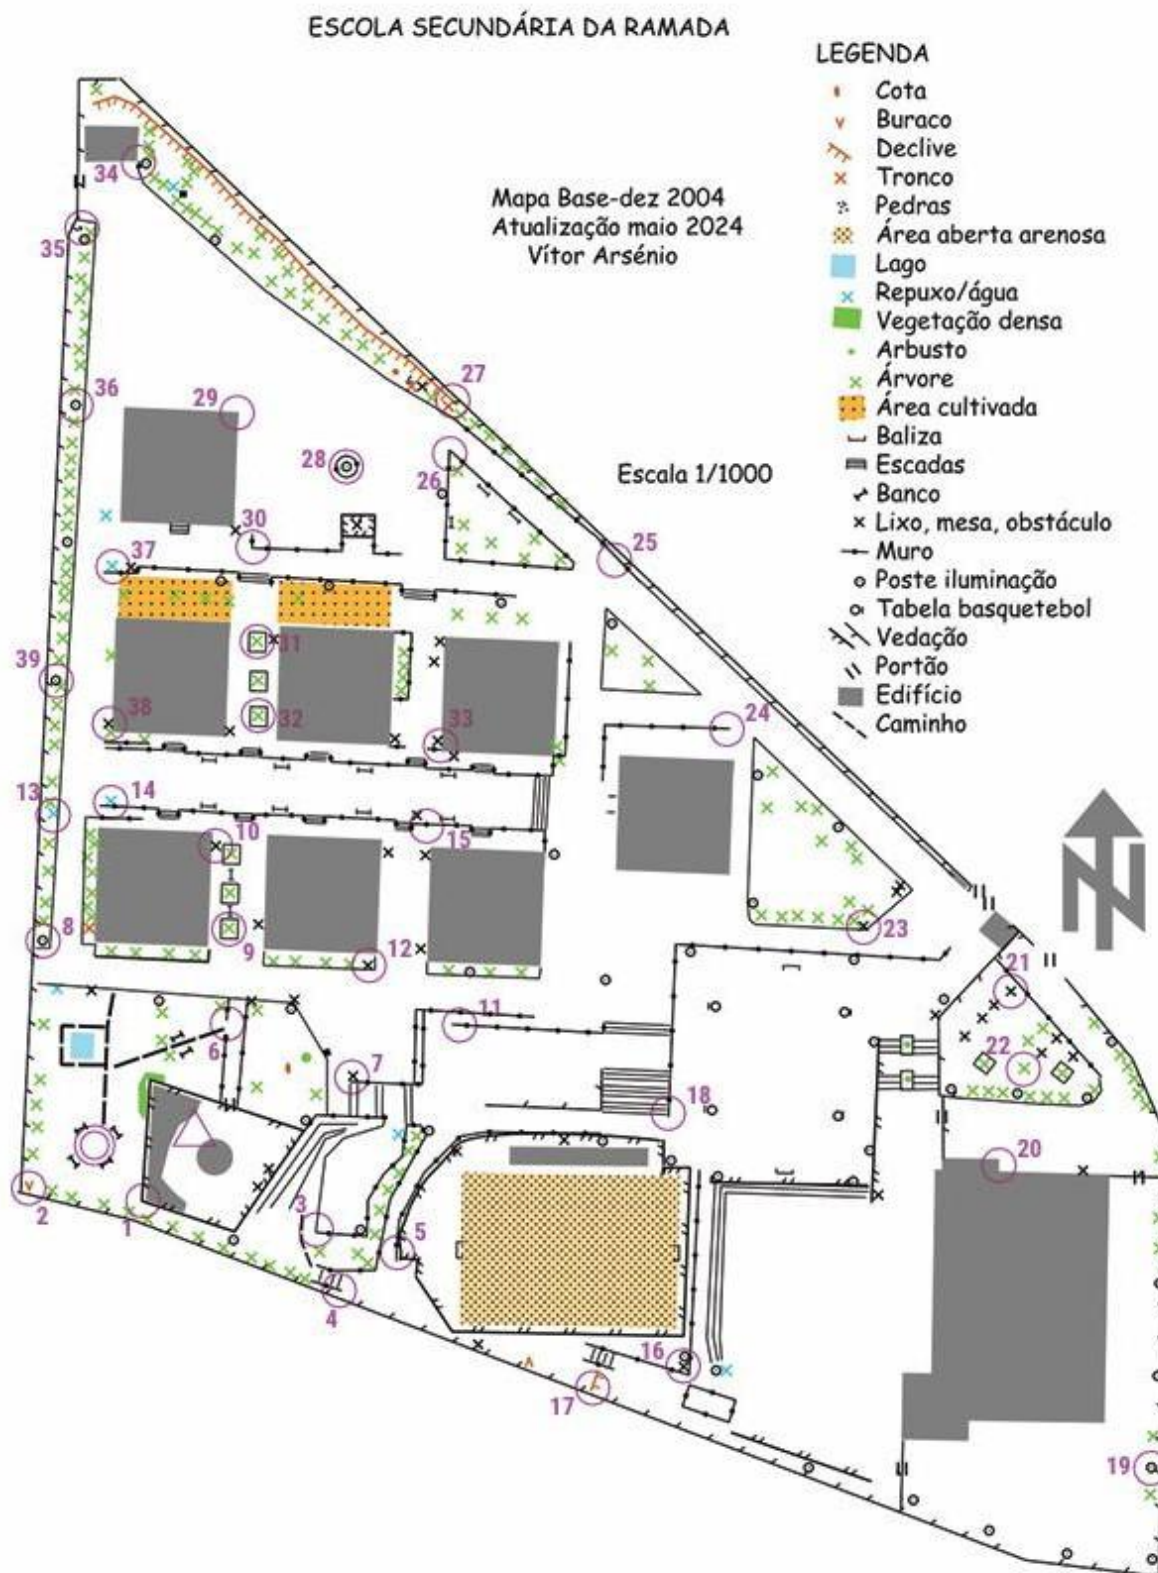 ESCOLA SECUNDÁRIA DA RAMADA
LEGENDA
Cota
Buraco
Declive
Tronco
Pedras
Área aberta arenosa
Lago
Repuxo/água
Vegetação densa
Arbusto
Árvore
Área cultivada
Baliza
Escadas
Banco
Lixo, mesa, obstáculo
Muro
Poste iluminação
Tabela basquetebol
Vedação
Portão
Edifício
Caminho
Mapa Base-dez 2004
Atualização maio 2024
Vítor Arsénio
Escala 1/1000
34
35
36
27
29
28
26
30
25
37
31
39
38
32
33
24
13
14
10
15
8
9
12
23
11
21
6
7
22
18
20
2
1
3
5
4
16
17
19
N